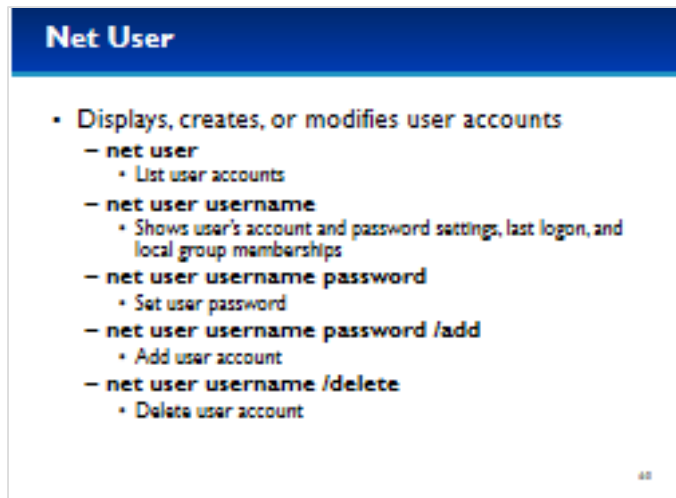 Net User
• Displays, creates, or modifies user accounts
– net user
• List user accounts
– net user username
• Shows user's account and password settings, last logon, and
local group memberships
– net user username password
• Set user password
– net user username password /add
• Add user account
– net user username /delete
• Delete user account